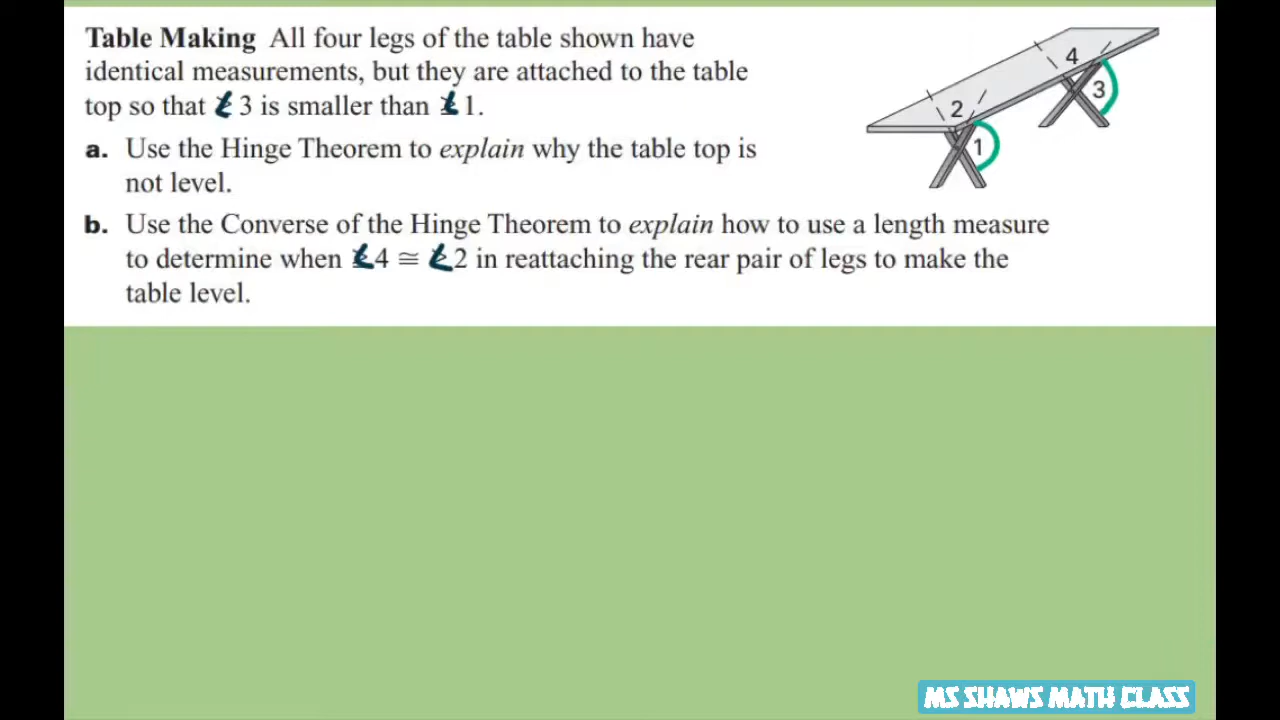 Table Making All four legs of the table shown have
identical measurements, but they are attached to the table
top so that ∠ 3 is smaller than ∠ 1.
a. Use the Hinge Theorem to explain why the table top is
not level.
b. Use the Converse of the Hinge Theorem to explain how to use a length measure
to determine when ∠4 ≅ ∠2 in reattaching the rear pair of legs to make the
table level.
4
3
2
1
MS SHAWS MATH CLASS